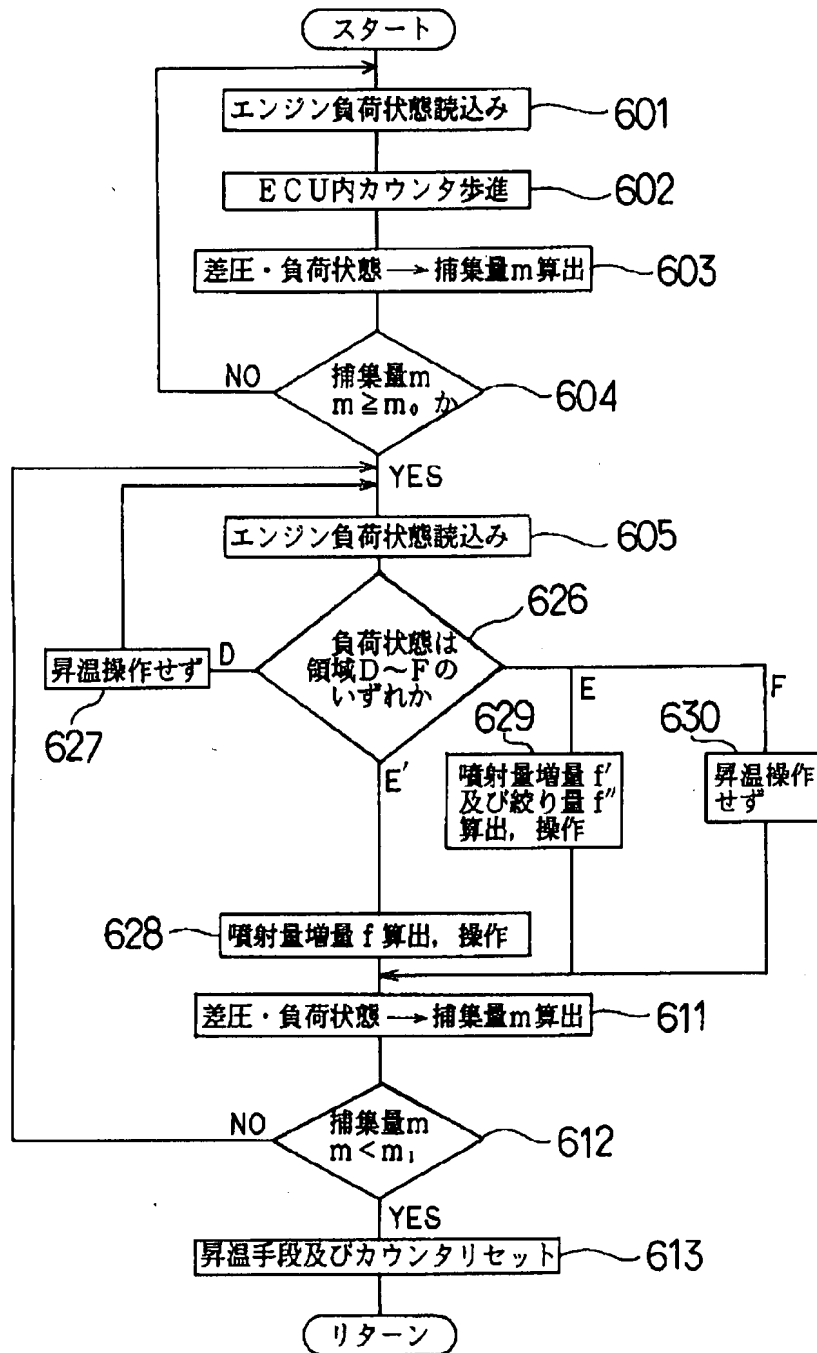 スタート
エンジン負荷状態読込み
601
ECU内カウンタ歩進
602
差圧・負荷状態→捕集量m算出
603
NO
捕集量m
m≧m₀か
604
YES
エンジン負荷状態読込み
605
626
負荷状態は
領域D～Fの
いずれか
D
昇温操作せず
627
E
F
629
630
噴射量増量f′
及び絞り量f″
算出，操作
昇温操作
せず
E′
628
噴射量増量f算出，操作
差圧・負荷状態→捕集量m算出
611
NO
捕集量m
m<m₁
612
YES
昇温手段及びカウンタリセット
613
リターン